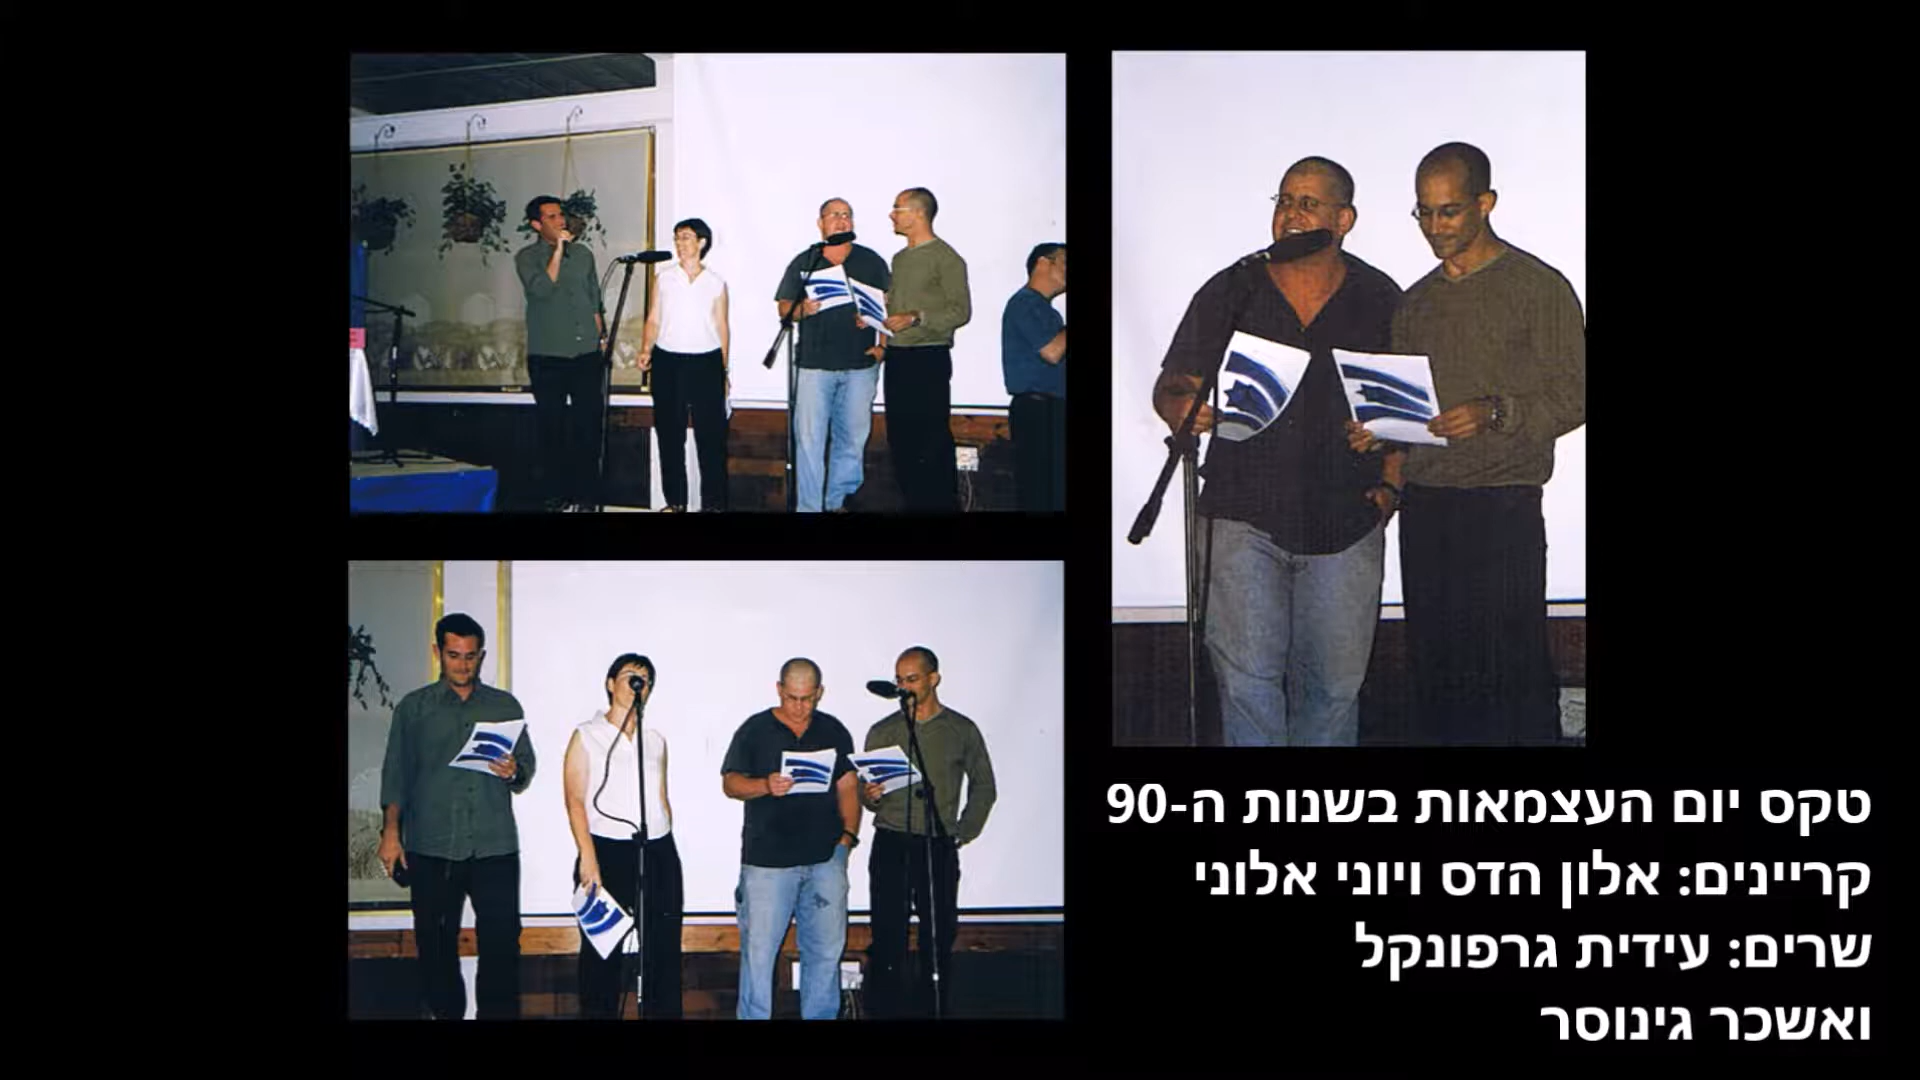 טקס יום העצמאות בשנות ה-90
קריינים: אלון הדס ויוני אלוני
שרים: עידית גרפונקל
ואשכר גינוסר